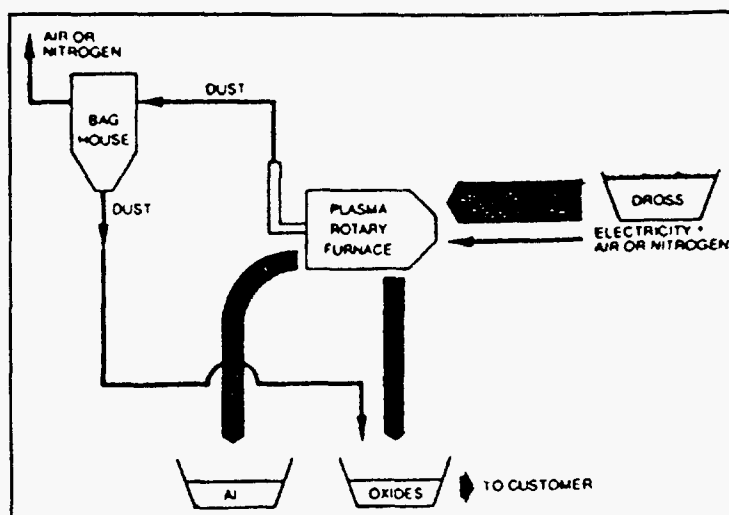 AIR OR
NITROGEN
DUST
BAG
HOUSE
DUST
PLASMA
ROTARY
FURNACE
DROSS
ELECTRICITY +
AIR OR NITROGEN
Al
OXIDES
TO CUSTOMER